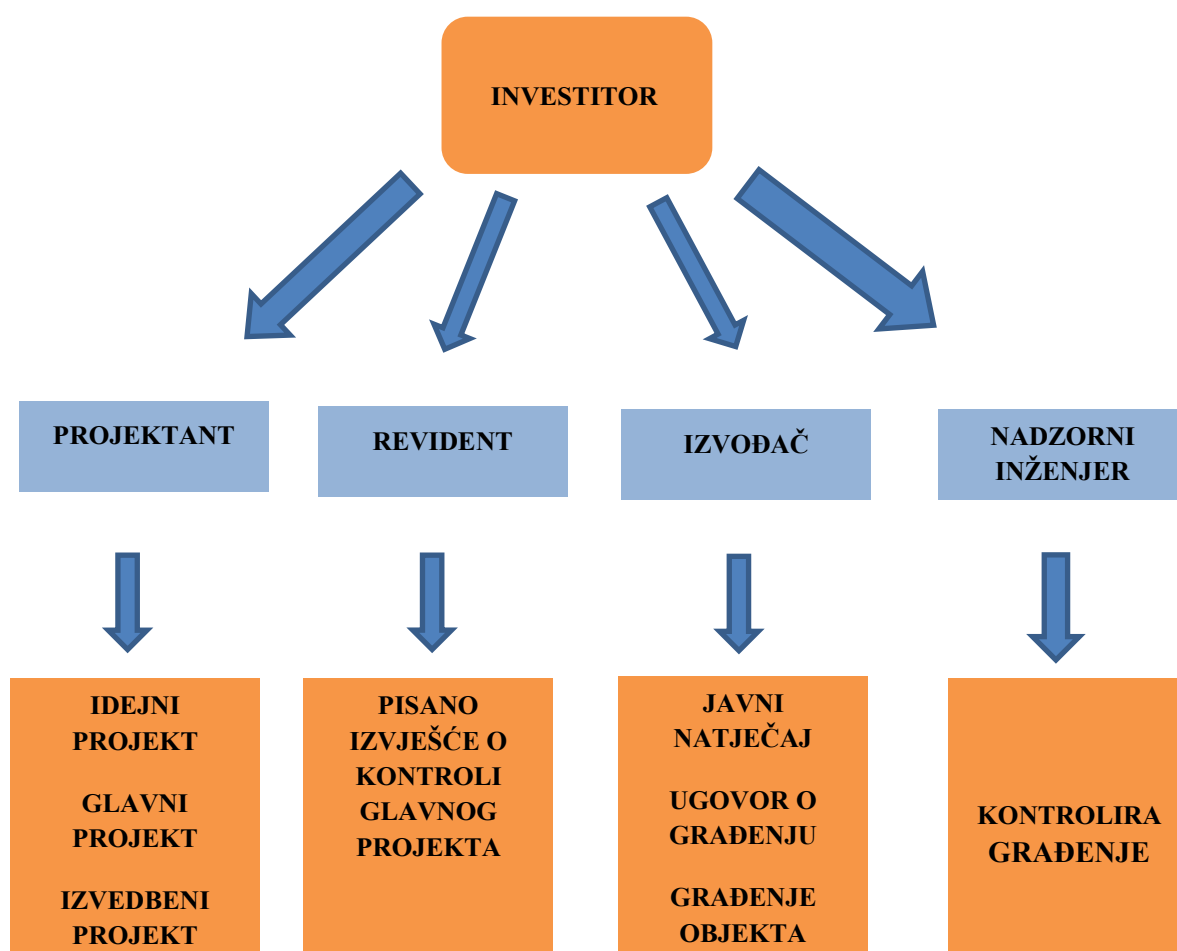 INVESTITOR
PROJEKTANT
REVIDENT
IZVOĐAČ
NADZORNI
INŽENJER
IDEJNI
PROJEKT
GLAVNI
PROJEKT
IZVEDBENI
PROJEKT
PISANO
IZVJEŠĆE O
KONTROLI
GLAVNOG
PROJEKTA
JAVNI
NATJEČAJ
UGOVOR O
GRAĐENJU
GRAĐENJE
OBJEKTA
KONTROLIRA
GRAĐENJE